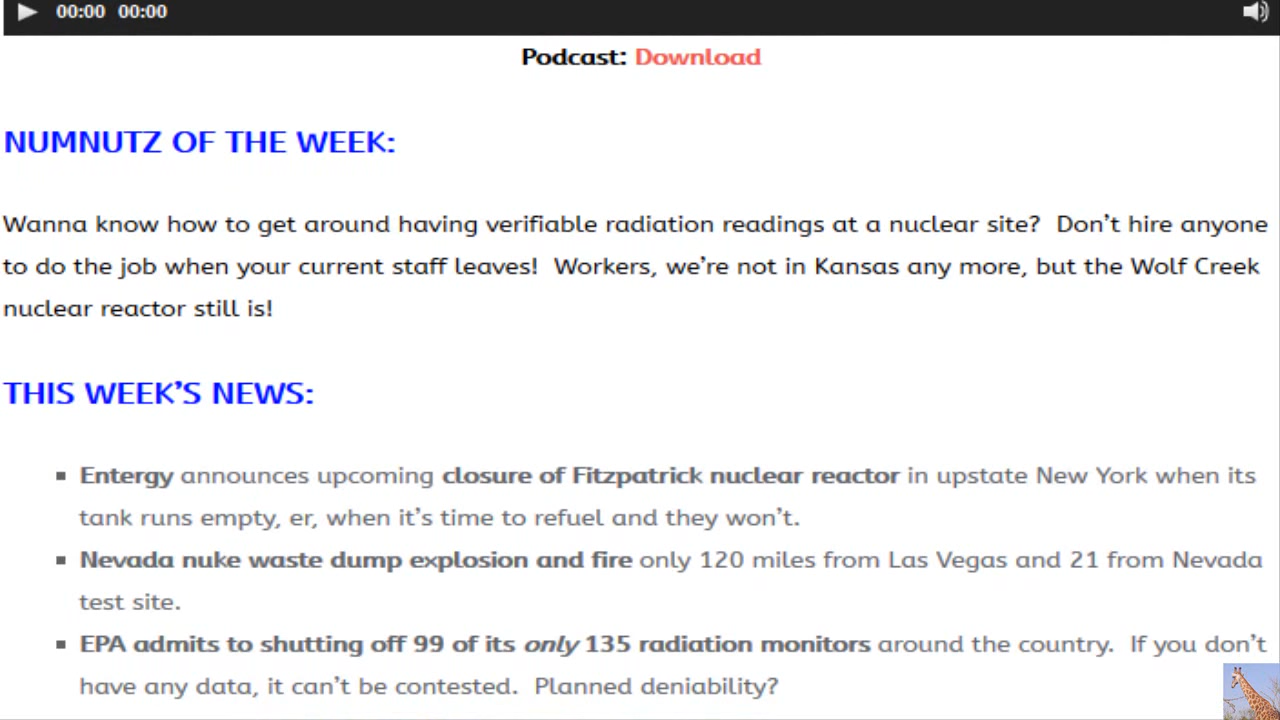 00:00 00:00
Podcast: Download
NUMNUTZ OF THE WEEK:
Wanna know how to get around having verifiable radiation readings at a nuclear site?  Don’t hire anyone
to do the job when your current staff leaves!  Workers, we’re not in Kansas any more, but the Wolf Creek
nuclear reactor still is!
THIS WEEK’S NEWS:
Entergy announces upcoming closure of Fitzpatrick nuclear reactor in upstate New York when its
tank runs empty, er, when it’s time to refuel and they won’t.
Nevada nuke waste dump explosion and fire only 120 miles from Las Vegas and 21 from Nevada
test site.
EPA admits to shutting off 99 of its only 135 radiation monitors around the country.  If you don’t
have any data, it can’t be contested.  Planned deniability?